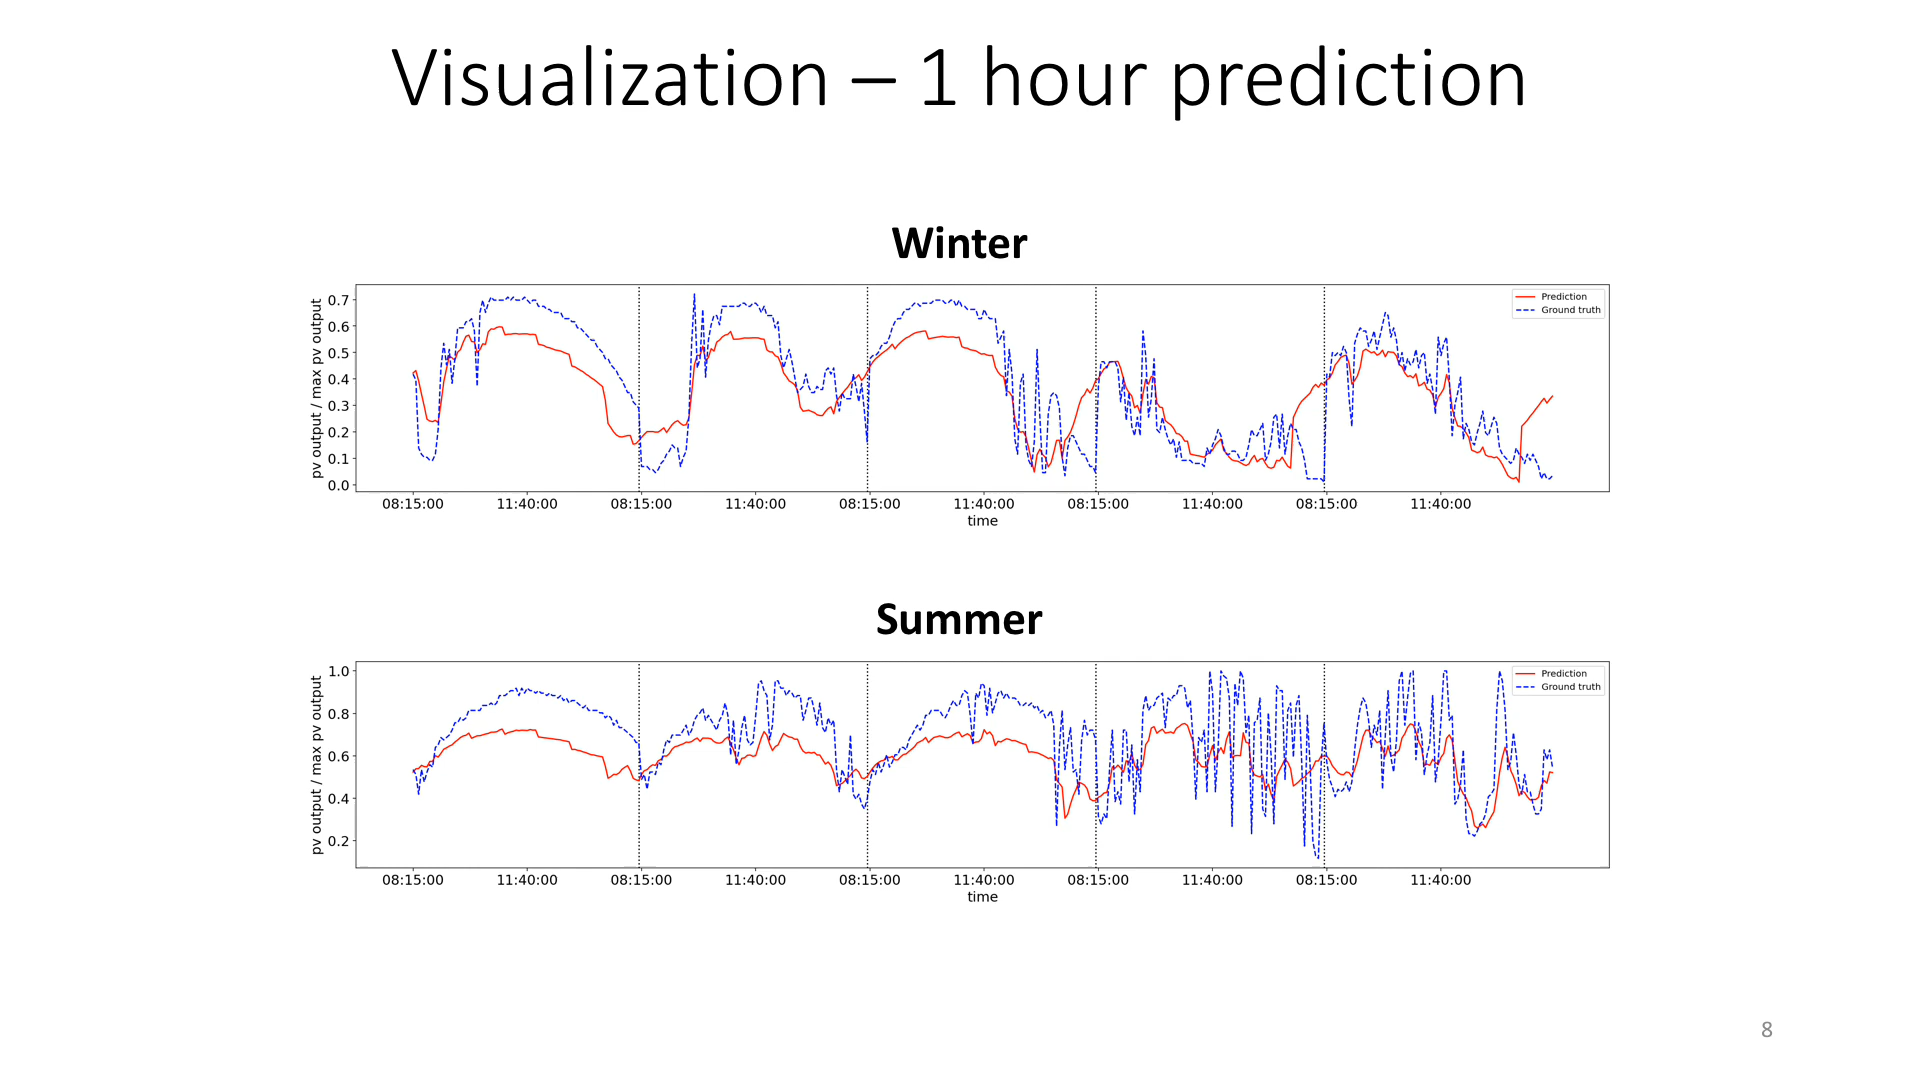 Visualization – 1 hour prediction
Winter
pv output / max pv output
0.7
0.6
0.5
0.4
0.3
0.2
0.1
0.0
Prediction
Ground truth
08:15:00 11:40:00 08:15:00 11:40:00 08:15:00 11:40:00 08:15:00 11:40:00 08:15:00 11:40:00
time
Summer
pv output / max pv output
1.0
0.8
0.6
0.4
0.2
Prediction
Ground truth
08:15:00 11:40:00 08:15:00 11:40:00 08:15:00 11:40:00 08:15:00 11:40:00 08:15:00 11:40:00
time
8